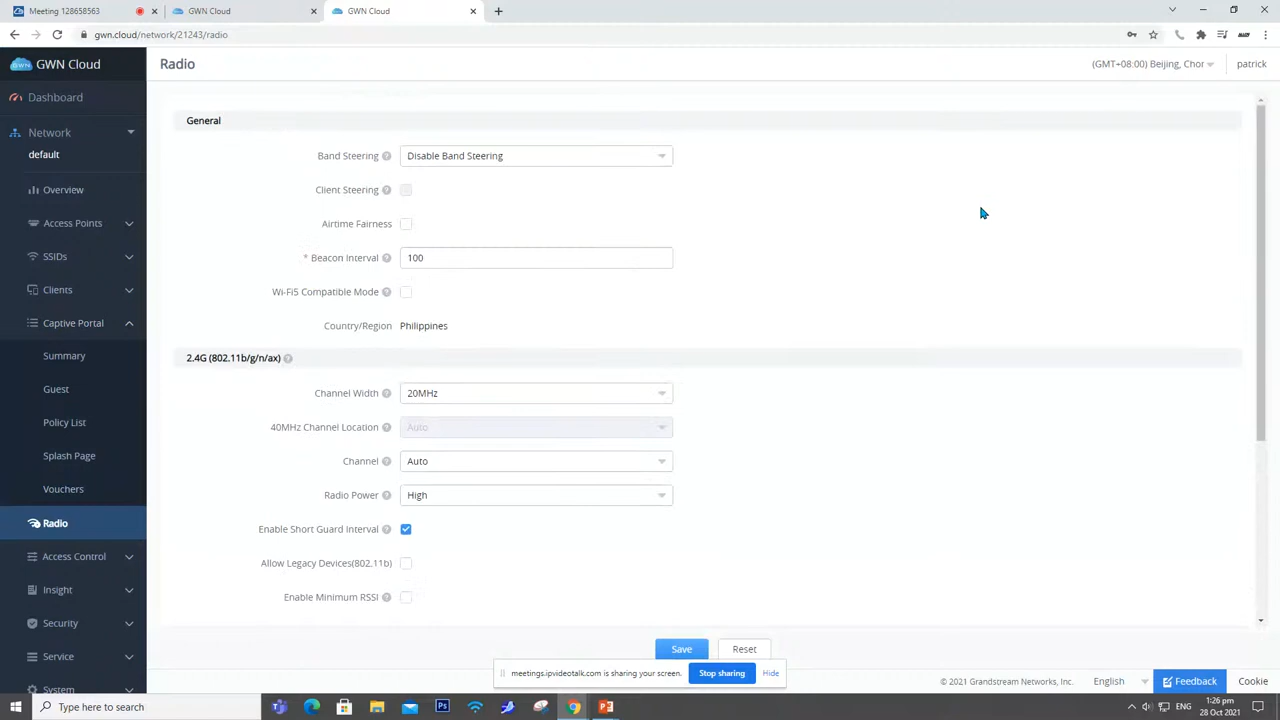 Meeting 128658563
GWN Cloud
GWN Cloud
gwn.cloud/network/21243/radio
GWN Cloud
Radio
(GMT+08:00) Beijing, Chor
patrick
Dashboard
Network
default
Overview
Access Points
SSIDs
Clients
Captive Portal
Summary
Guest
Policy List
Splash Page
Vouchers
Radio
Access Control
Insight
Security
Service
System
General
Band Steering Disable Band Steering
Client Steering
Airtime Fairness
* Beacon Interval 100
Wi-Fi5 Compatible Mode
Country/Region Philippines
2.4G (802.11b/g/n/ax)
Channel Width 20MHz
40MHz Channel Location Auto
Channel Auto
Radio Power High
Enable Short Guard Interval
Allow Legacy Devices(802.11b)
Enable Minimum RSSI
Save Reset
meetings.ipvideotalk.com is sharing your screen. Stop sharing Hide
© 2021 Grandstream Networks, Inc. English Feedback Cookie
Type here to search
1:26 pm
28 Oct 2021